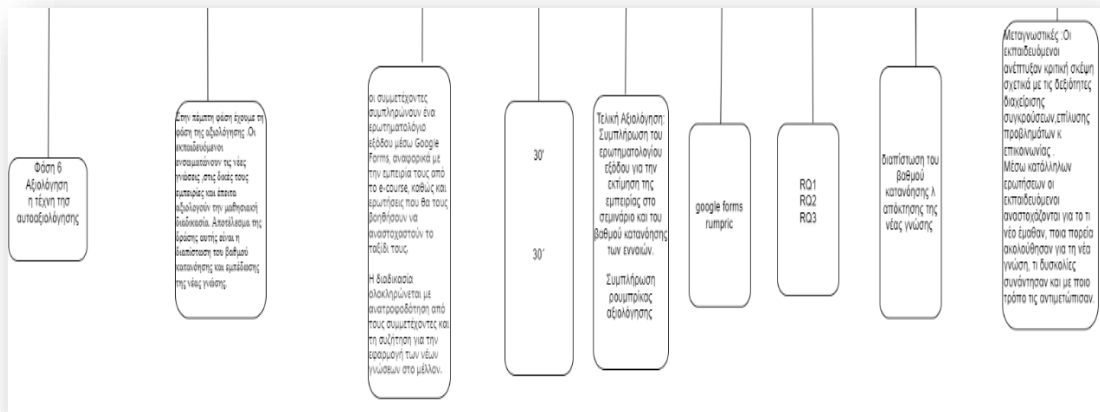 Φάση 6
Αξιολόγηση
η τέχνη τησ
αυτοαξιολόγησης
Στην πέμπτη φάση έχουμε τη
φάση της αξιολόγησης .Οι
εκπαιδευόμενοι
ενσωματώνουν τις νέες
γνώσεις ,στις δικές τους
εμπειρίες και έπειτα
αξιολογούν την μαθησιακή
διαδικασία. Αποτέλεσμα της
δράσης αυτής είναι η
διαπίστωση του βαθμού
κατανόησης και εμπέδωσης
της νέας γνώσης.
οι συμμετέχοντες
συμπληρώνουν ένα
ερωτηματολόγιο
εξόδου μέσω Google
Forms, αναφορικά με
την εμπειρία τους από
το e-course, καθώς και
ερωτήσεις που θα τους
βοηθήσουν να
αναστοχαστούν το
ταξίδι τους.
Η διαδικασία
ολοκληρώνεται με
ανατροφοδότηση από
τους συμμετέχοντες και
τη συζήτηση για την
εφαρμογή των νέων
γνώσεων στο μέλλον.
30'
30΄
Τελική Αξιολόγηση:
Συμπλήρωση του
ερωτηματολογίου
εξόδου για την
εκτίμηση της
εμπειρίας στο
σεμινάριο και του
βαθμού κατανόησης
των εννοιών.
Συμπλήρωση
ρουμπρίκας
αξιολόγησης
google forms
rumpric
RQ1
RQ2
RQ3
διαπίστωση του
βαθμού
κατανόησης λ
απόκτησης της
νέας γνώσης
Μεταγνωστικές :Οι
εκπαιδευόμενοι
ανέπτυξαν κριτική σκέψη
σχετικά με τις δεξιότητες
διαχείρισης
συγκρούσεων,επίλυσης
προβλημάτων κ
επικοινωνίας .
Μέσω κατάλληλων
ερωτήσεων οι
εκπαιδευόμενοι
αναστοχάζονται για το τι
νέο έμαθαν, ποια πορεία
ακολούθησαν για τη νέα
γνώση, τι δυσκολίες
συνάντησαν και με ποιο
τρόπο τις αντιμετώπισαν.